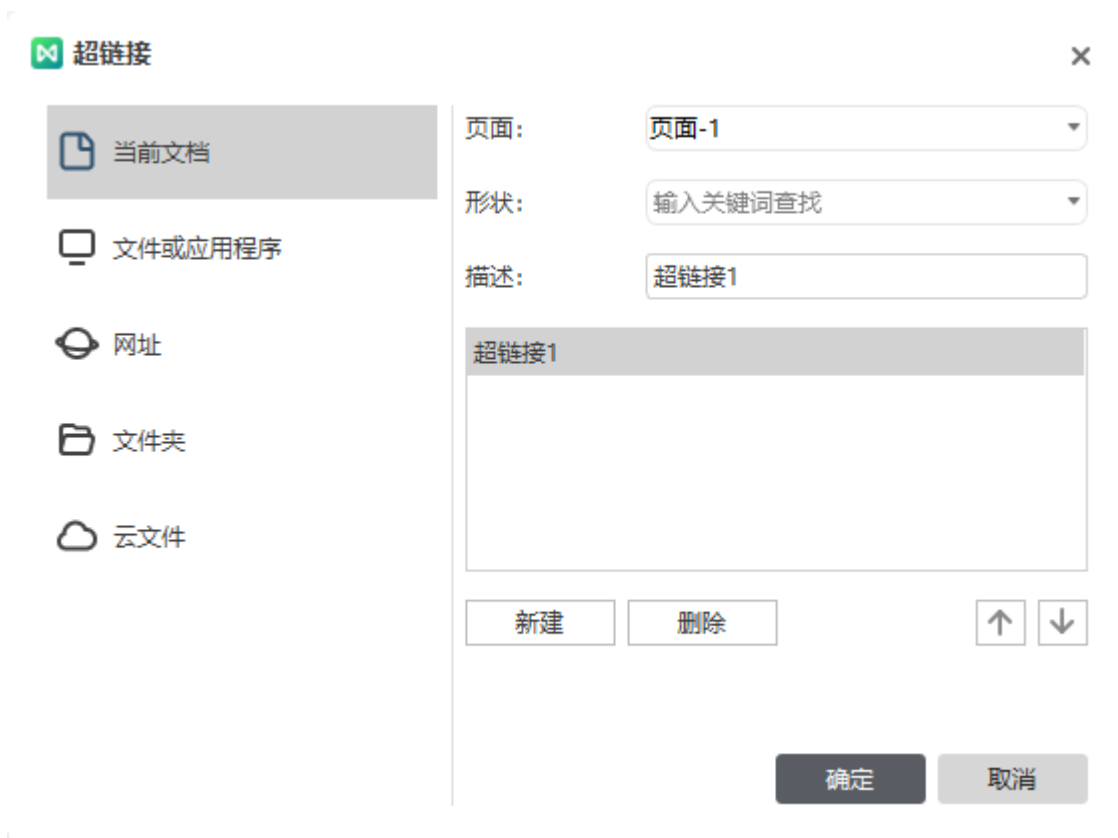 超链接
当前文档
文件或应用程序
网址
文件夹
云文件
页面：
页面-1
形状：
输入关键词查找
描述：
超链接1
超链接1
新建
删除
确定
取消